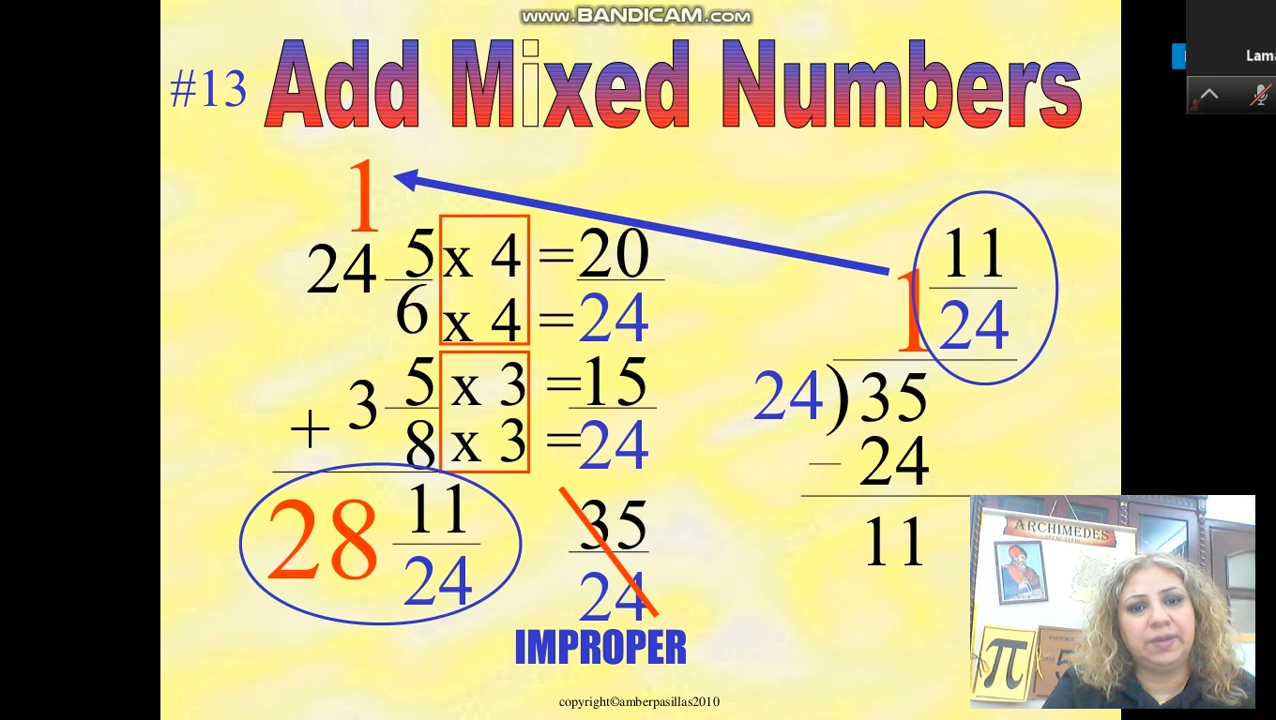 www.BANDICAM.com
#13 Add Mixed Numbers
Lama
1
24 5 x 4 = 20
6 x 4 = 24
+ 3 5 x 3 = 15
8 x 3 = 24
28 11
24
35
24
IMPROPER
1 11
24
24)35
– 24
11
ARCHIMEDES
π
copyright©amberpasillas2010